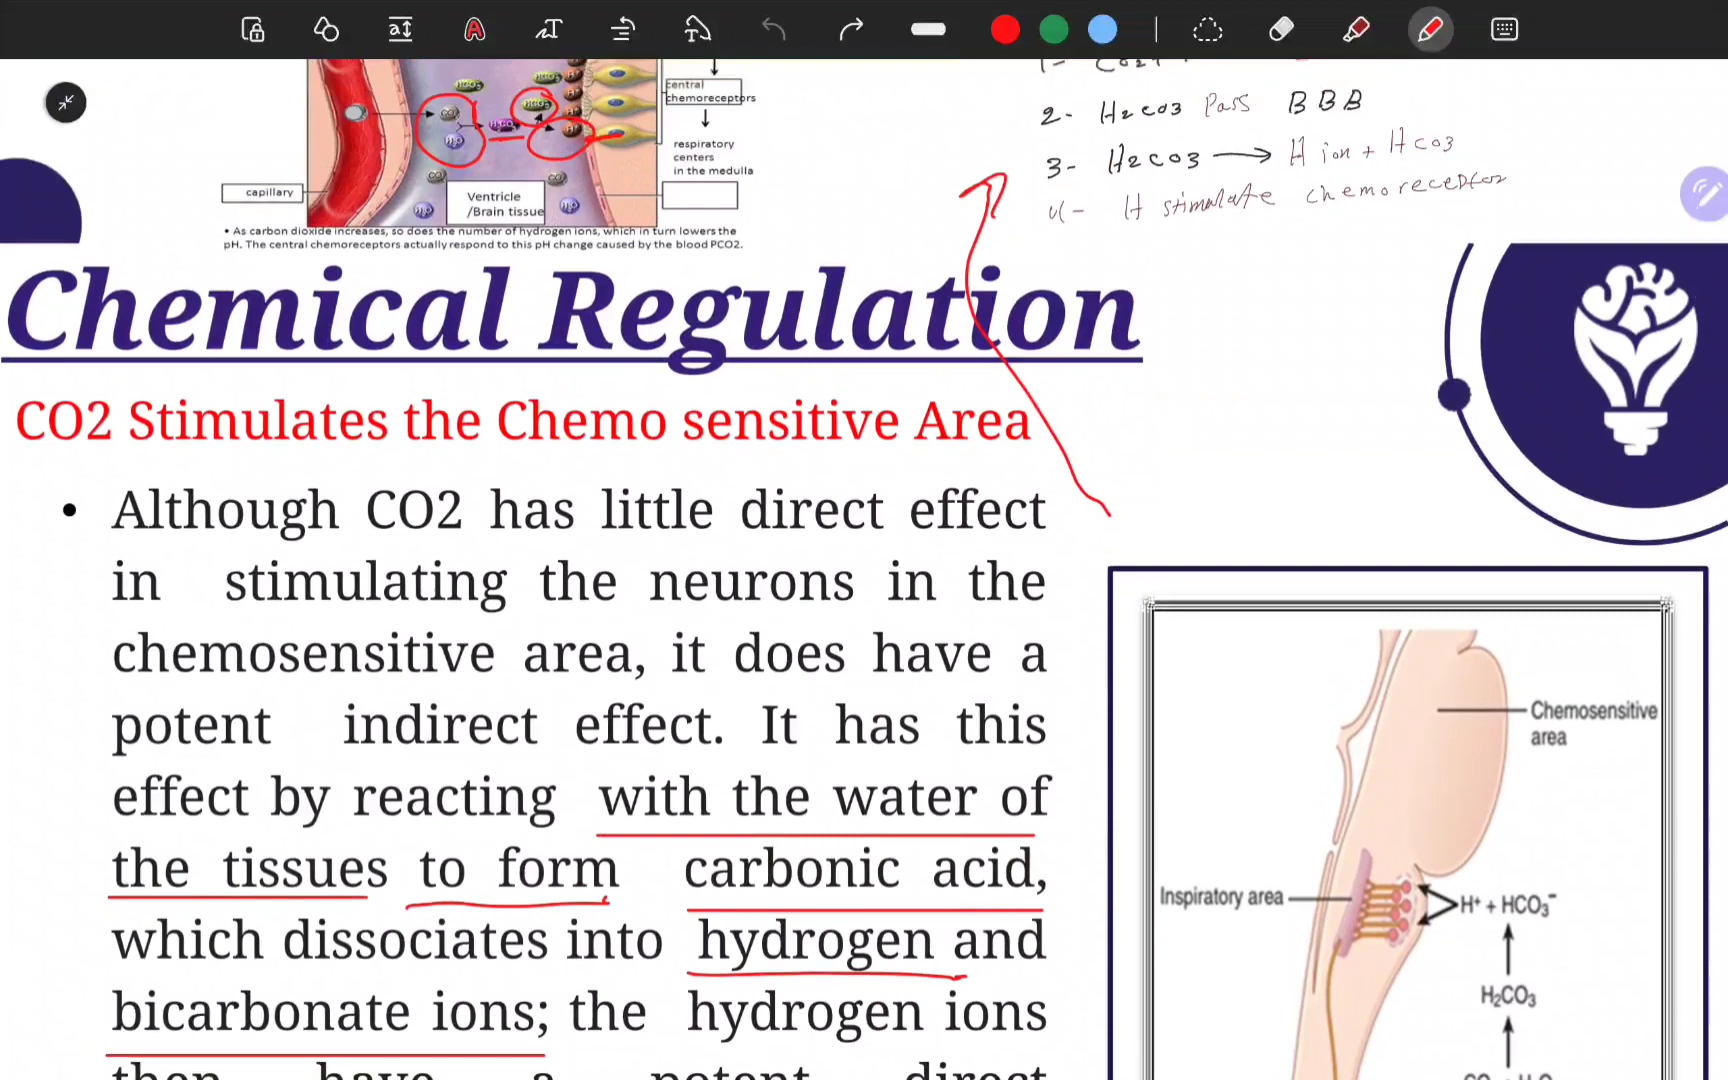 central
chemoreceptors
respiratory
centers
in the medulla
capillary
Ventricle
/Brain tissue
• As carbon dioxide increases, so does the number of hydrogen ions, which in turn lowers the
pH. The central chemoreceptors actually respond to this pH change caused by the blood PCO2.
2- H2CO3 Pass BBB
3- H2CO3 → H ion + HCO3
4- H stimulate chemoreceptor
Chemical Regulation
CO2 Stimulates the Chemo sensitive Area
• Although CO2 has little direct effect
in stimulating the neurons in the
chemosensitive area, it does have a
potent indirect effect. It has this
effect by reacting with the water of
the tissues to form carbonic acid,
which dissociates into hydrogen and
bicarbonate ions; the hydrogen ions
then have a potent direct
Chemosensitive
area
Inspiratory area
H⁺ + HCO₃⁻
H₂CO₃